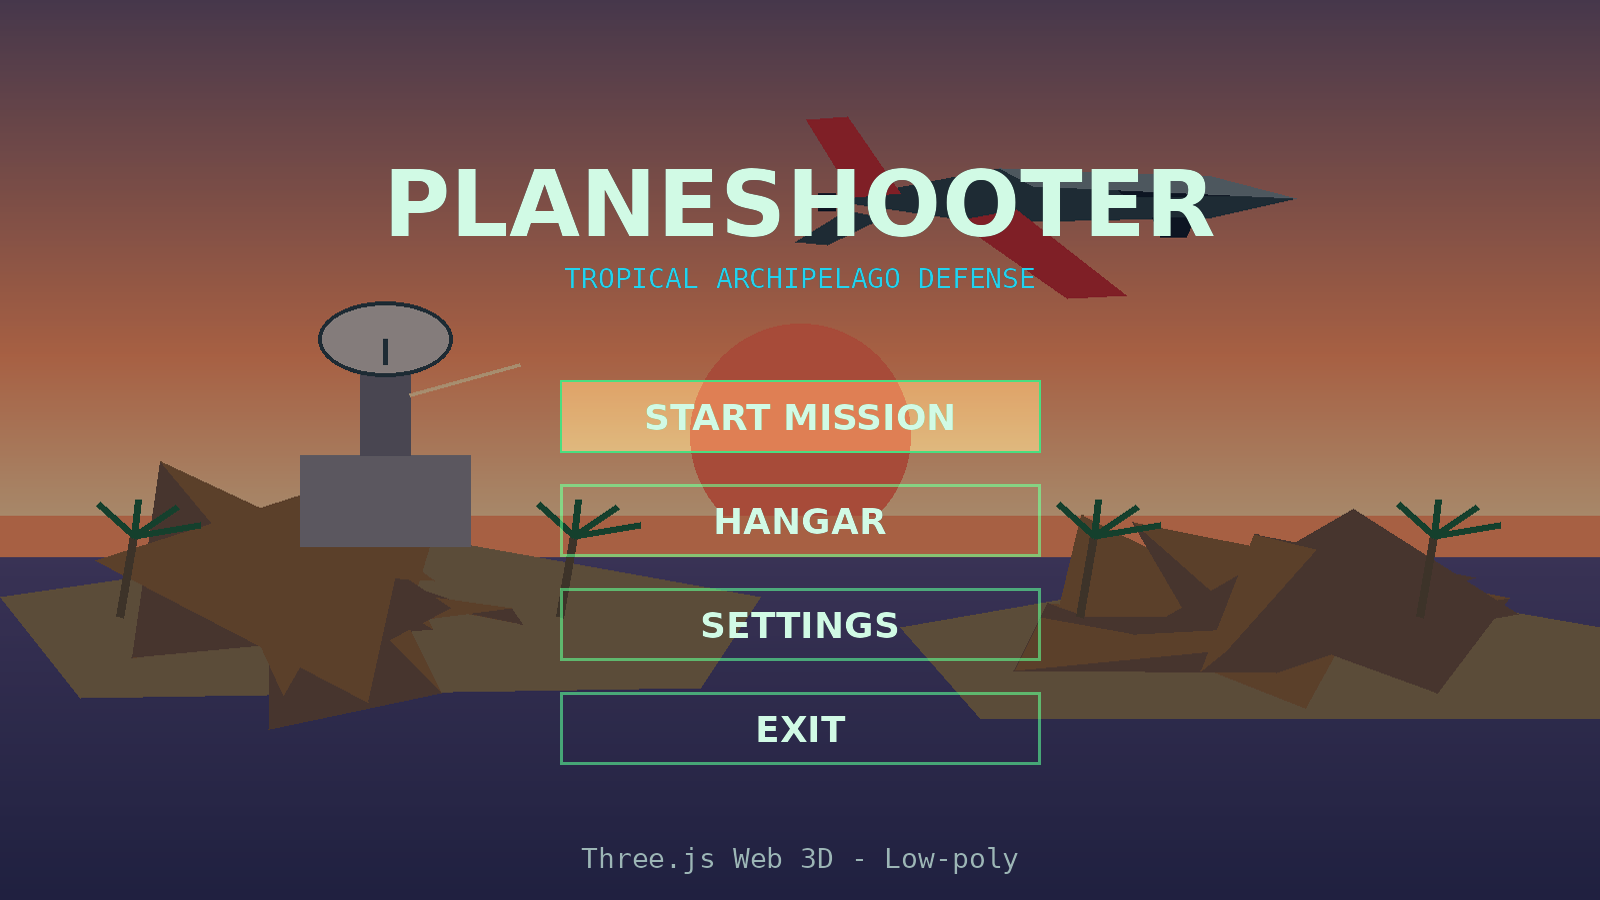 PLANESHOOTER
TROPICAL ARCHIPELAGO DEFENSE
START MISSION
HANGAR
SETTINGS
EXIT
Three.js Web 3D - Low-poly